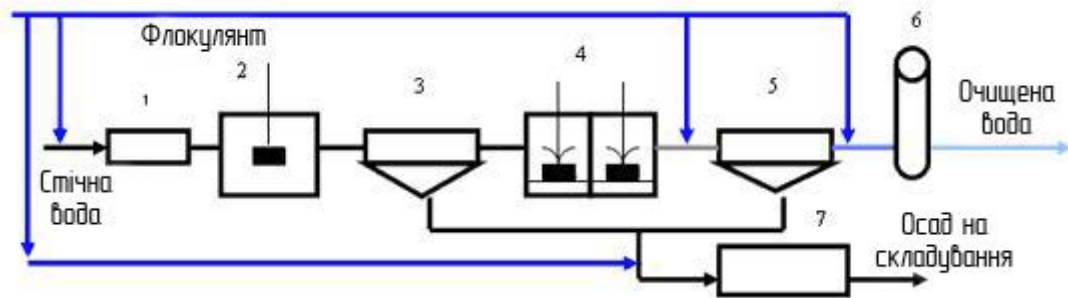 Флокулянт
1
2
3
4
5
6
Стічна
вода
Очищена
вода
7
Осад на
складування